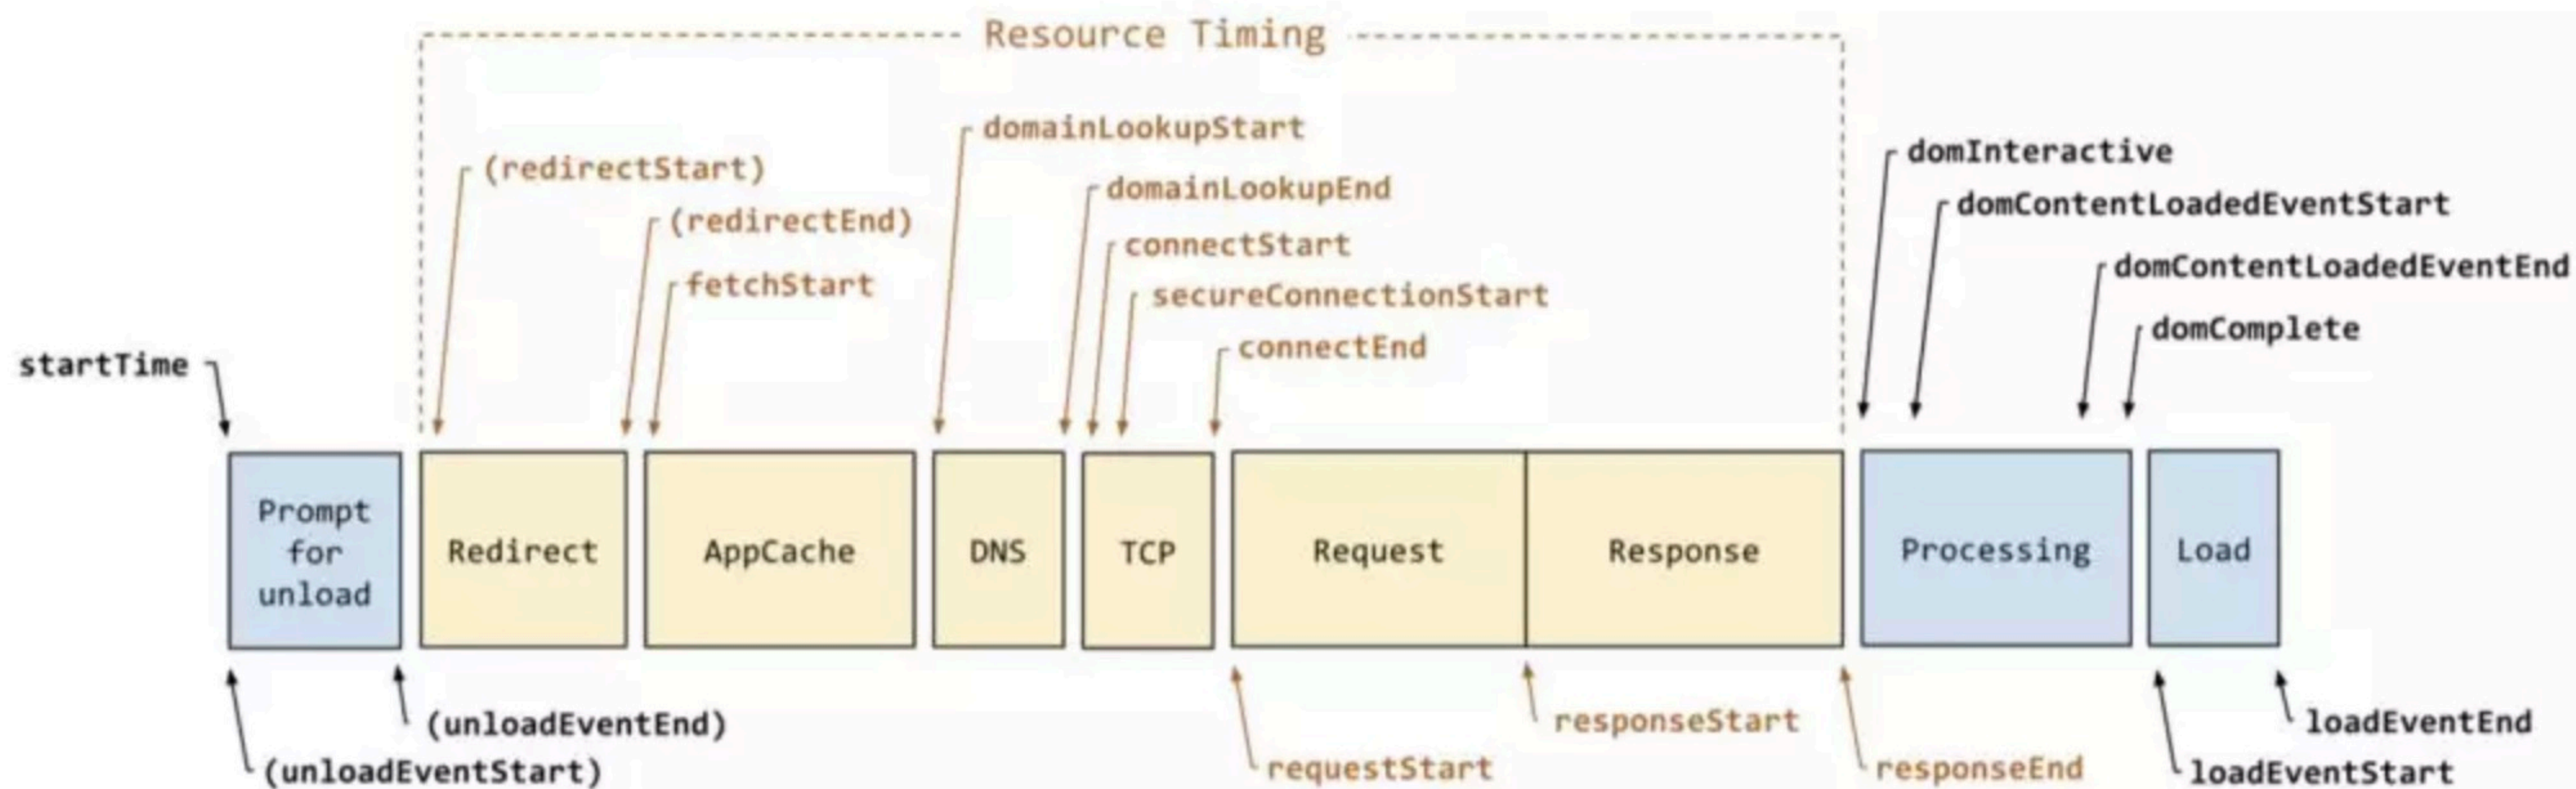 Resource Timing
domainLookupStart
domInteractive
(redirectStart)
domainLookupEnd
domContentLoadedEventStart
(redirectEnd)
connectStart
domContentLoadedEventEnd
fetchStart
secureConnectionStart
domComplete
connectEnd
startTime
Prompt
for
unload
Redirect
AppCache
DNS
TCP
Request
Response
Processing
Load
(unloadEventEnd)
responseStart
loadEventEnd
(unloadEventStart)
requestStart
responseEnd
loadEventStart